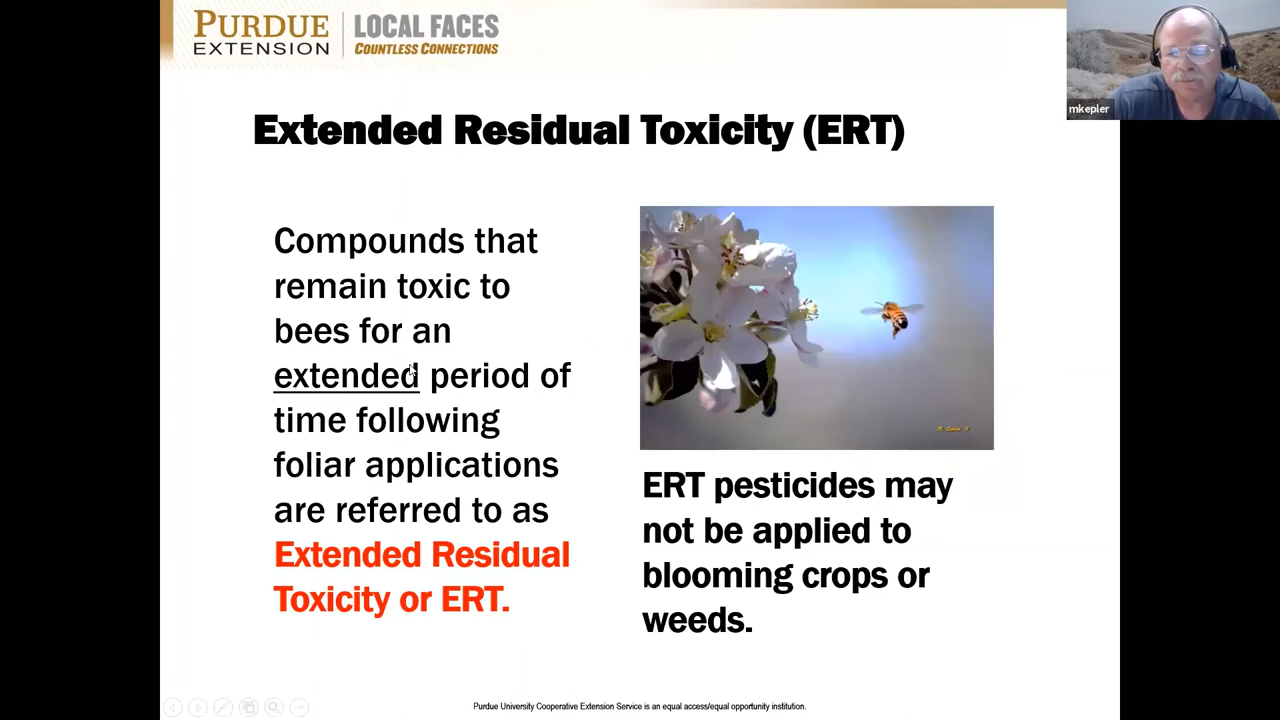 PURDUE
EXTENSION
LOCAL FACES
COUNTLESS CONNECTIONS
mkepler
Extended Residual Toxicity (ERT)
Compounds that
remain toxic to
bees for an
extended period of
time following
foliar applications
are referred to as
Extended Residual
Toxicity or ERT.
ERT pesticides may
not be applied to
blooming crops or
weeds.
Purdue University Cooperative Extension Service is an equal access/equal opportunity institution.